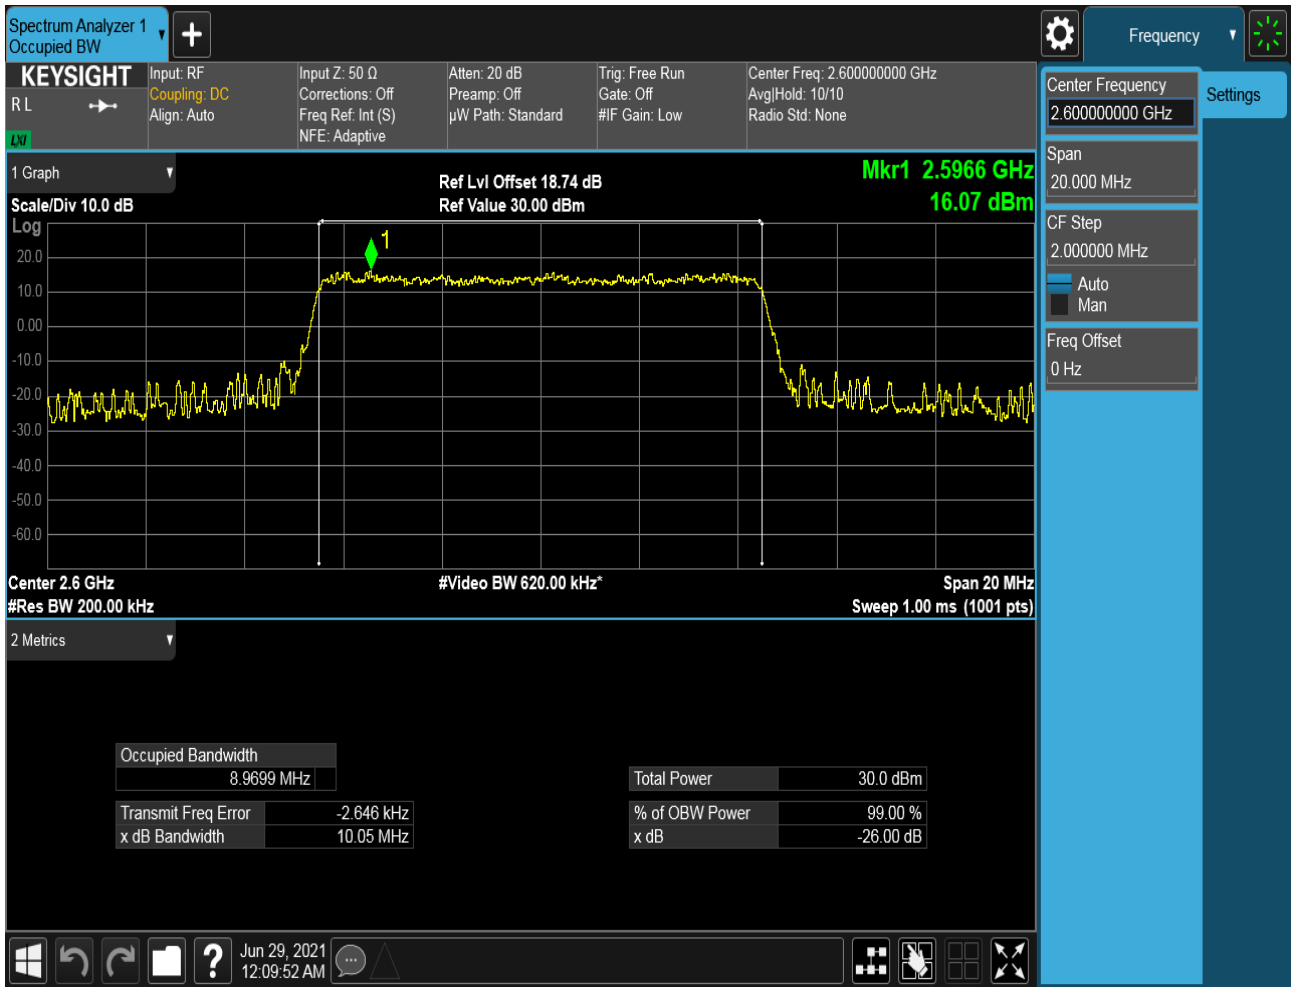 Spectrum Analyzer 1
Occupied BW
Frequency
KEYSIGHT
R L
LXI
Input: RF
Coupling: DC
Align: Auto
Input Z: 50 Ω
Corrections: Off
Freq Ref: Int (S)
NFE: Adaptive
Atten: 20 dB
Preamp: Off
µW Path: Standard
Trig: Free Run
Gate: Off
#IF Gain: Low
Center Freq: 2.600000000 GHz
Avg|Hold: 10/10
Radio Std: None
Center Frequency
2.600000000 GHz
Settings
Span
20.000 MHz
CF Step
2.000000 MHz
Auto
Man
Freq Offset
0 Hz
1 Graph
Scale/Div 10.0 dB
Log
Ref Lvl Offset 18.74 dB
Ref Value 30.00 dBm
Mkr1 2.5966 GHz
16.07 dBm
1
20.0
10.0
0.00
-10.0
-20.0
-30.0
-40.0
-50.0
-60.0
Center 2.6 GHz
#Video BW 620.00 kHz*
Span 20 MHz
#Res BW 200.00 kHz
Sweep 1.00 ms (1001 pts)
2 Metrics
Occupied Bandwidth
8.9699 MHz
Total Power 30.0 dBm
Transmit Freq Error -2.646 kHz
% of OBW Power 99.00 %
x dB Bandwidth 10.05 MHz
x dB -26.00 dB
?
Jun 29, 2021
12:09:52 AM